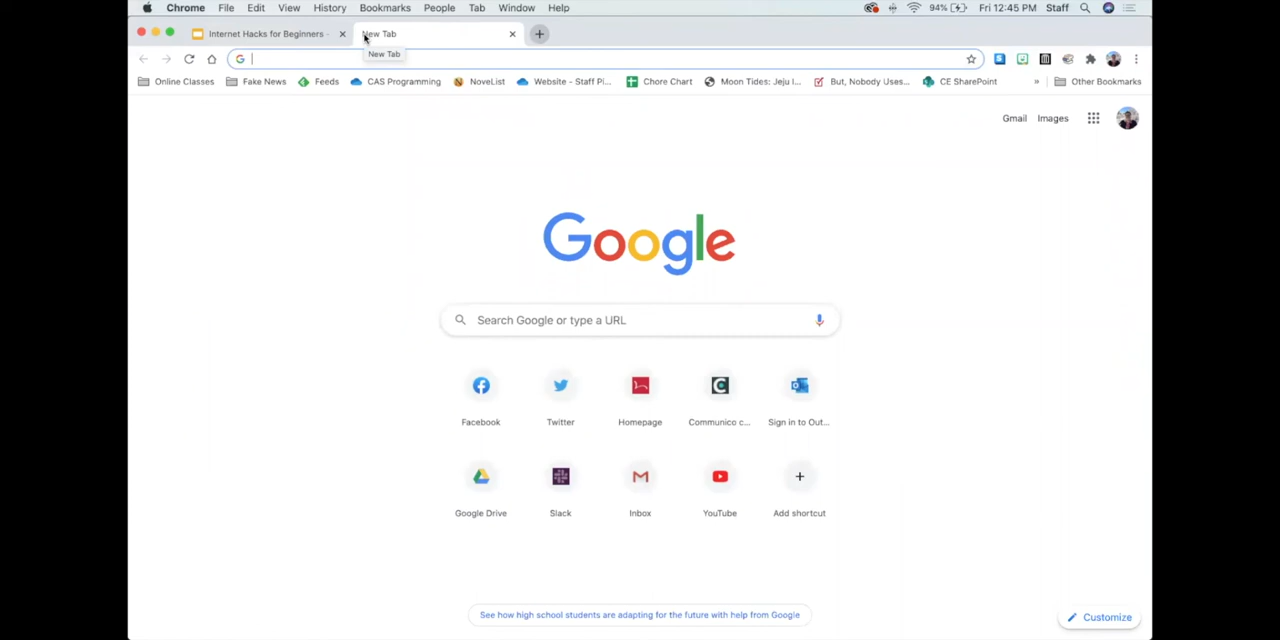 Chrome File Edit View History Bookmarks People Tab Window Help 94% Fri 12:45 PM Staff
Internet Hacks for Beginners - New Tab
New Tab
Online Classes Fake News Feeds CAS Programming NoveList Website - Staff Pi... Chore Chart Moon Tides: Jeju I... But, Nobody Uses... CE SharePoint » Other Bookmarks
Gmail Images
Google
Search Google or type a URL
Facebook Twitter Homepage Communico c... Sign in to Out...
Google Drive Slack Inbox YouTube Add shortcut
See how high school students are adapting for the future with help from Google
Customize